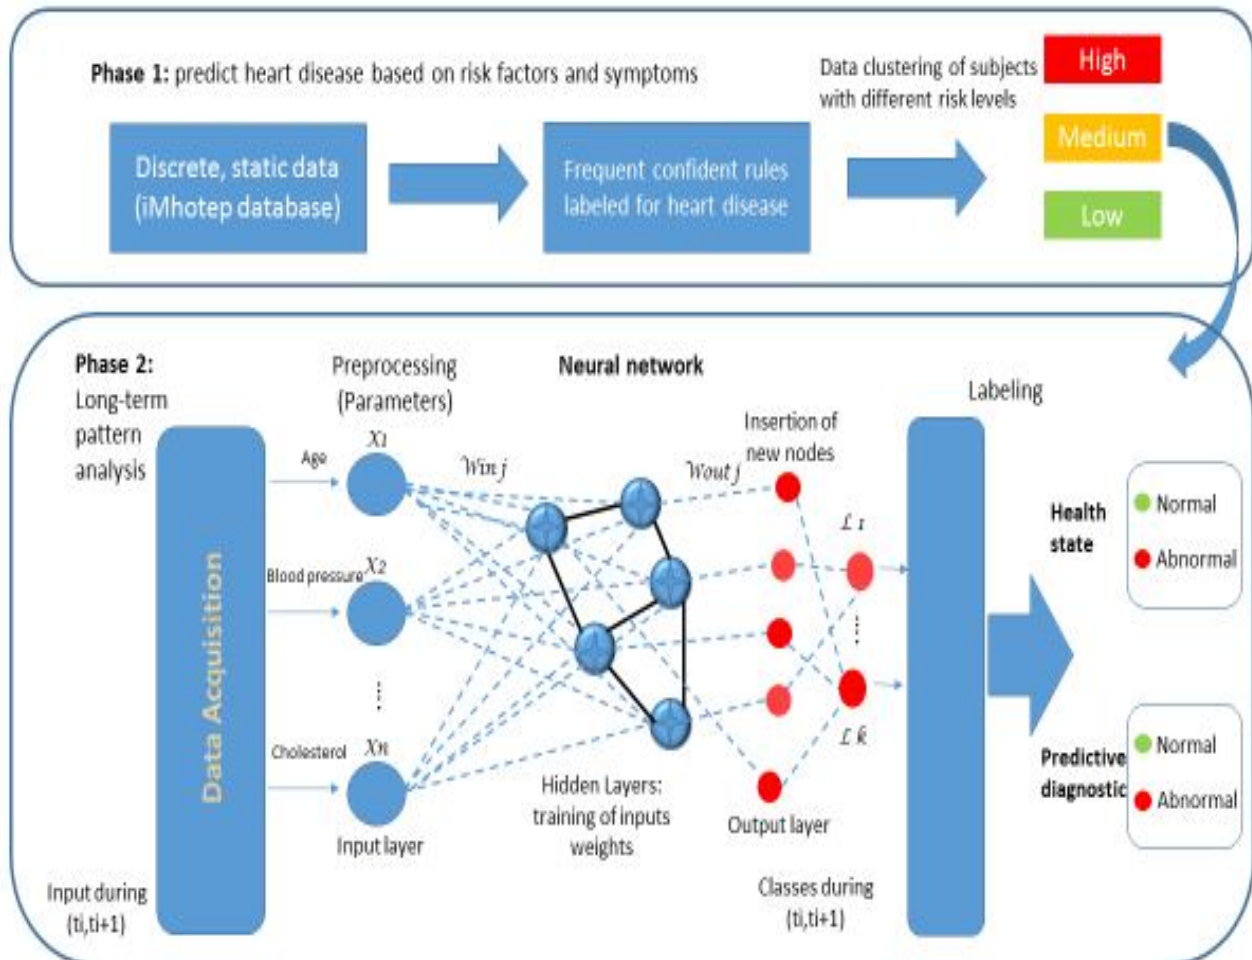 Phase 1: predict heart disease based on risk factors and symptoms
Discrete, static data
(iMhotep database)
Frequent confident rules
labeled for heart disease
Data clustering of subjects
with different risk levels
High
Medium
Low
Phase 2:
Long-term
pattern
analysis
Data Acquisition
Input during
(ti,ti+1)
Preprocessing
(Parameters)
Age
X1
Blood pressure
X2
Cholesterol
Xn
Input layer
Neural network
Win j
Wout j
Hidden Layers:
training of inputs
weights
Insertion of
new nodes
L 1
L k
Output layer
Classes during
(ti,ti+1)
Labeling
Health
state
Normal
Abnormal
Predictive
diagnostic
Normal
Abnormal